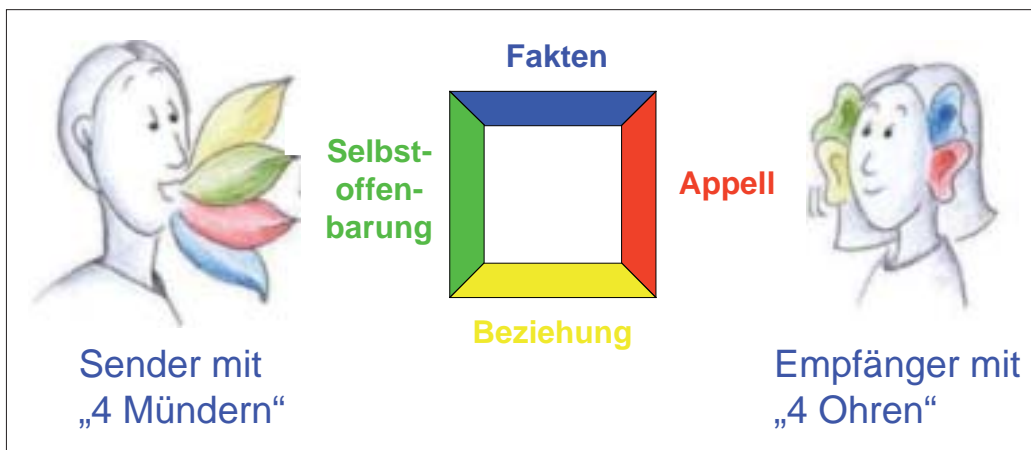 Fakten
Selbst-
offen-
barung
Appell
Beziehung
Sender mit
„4 Mündern“
Empfänger mit
„4 Ohren“